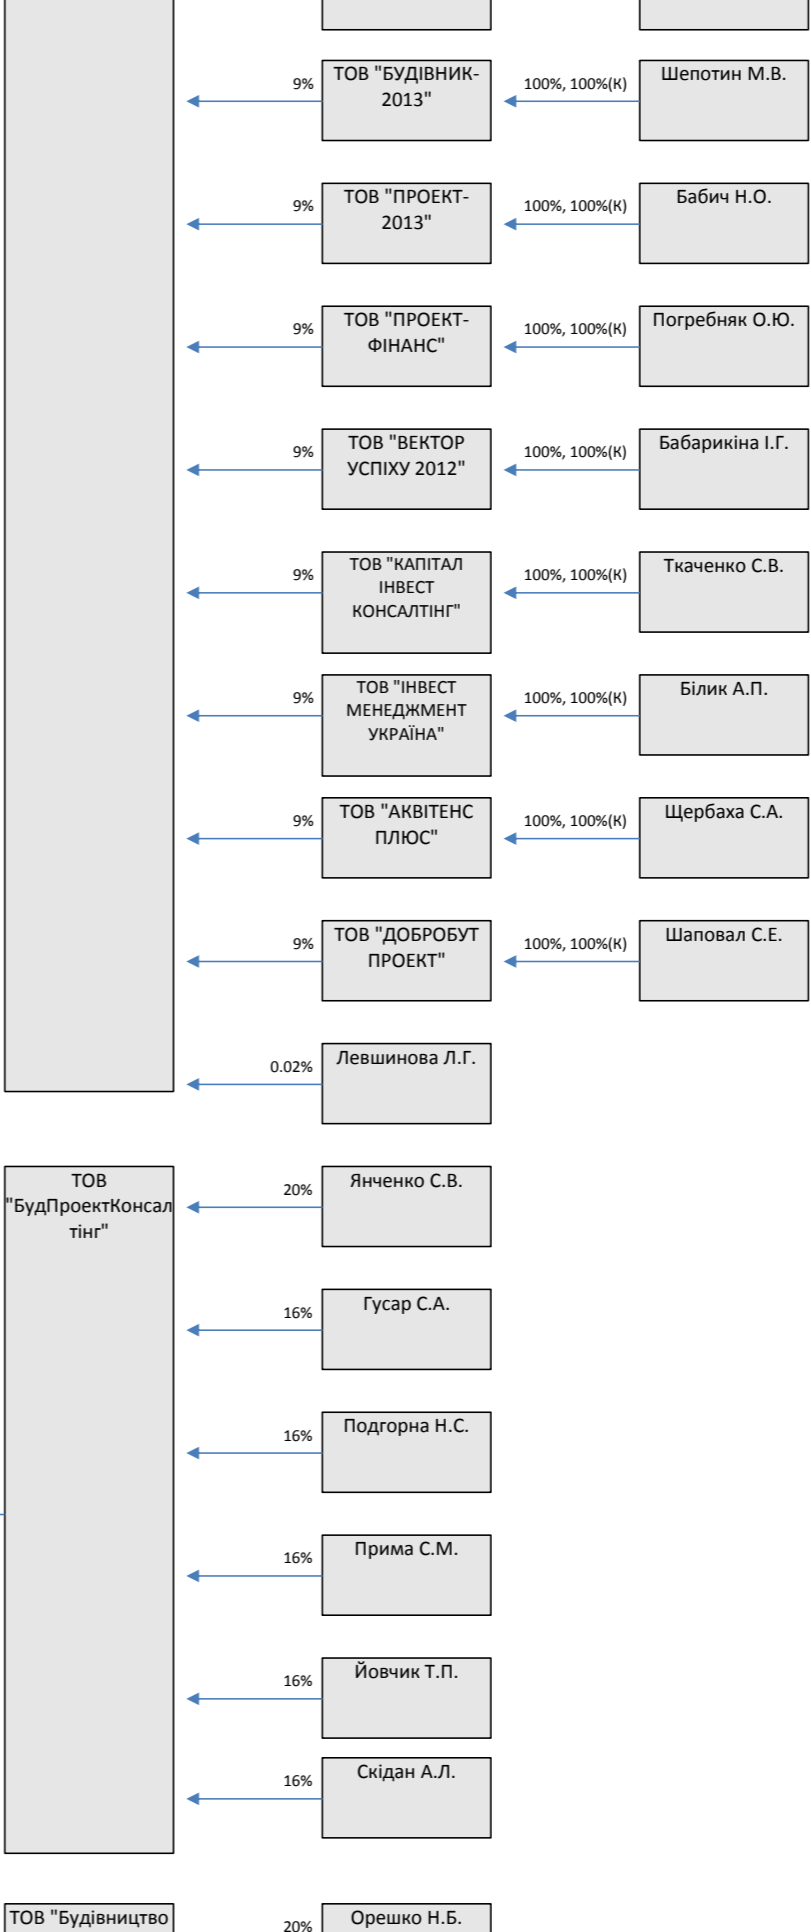 9%
ТОВ "БУДІВНИК-
2013"
100%, 100%(К)
Шепотин М.В.
9%
ТОВ "ПРОЕКТ-
2013"
100%, 100%(К)
Бабич Н.О.
9%
ТОВ "ПРОЕКТ-
ФІНАНС"
100%, 100%(К)
Погребняк О.Ю.
9%
ТОВ "ВЕКТОР
УСПІХУ 2012"
100%, 100%(К)
Бабарикіна І.Г.
9%
ТОВ "КАПІТАЛ
ІНВЕСТ
КОНСАЛТІНГ"
100%, 100%(К)
Ткаченко С.В.
9%
ТОВ "ІНВЕСТ
МЕНЕДЖМЕНТ
УКРАЇНА"
100%, 100%(К)
Білик А.П.
9%
ТОВ "АКВІТЕНС
ПЛЮС"
100%, 100%(К)
Щербаха С.А.
9%
ТОВ "ДОБРОБУТ
ПРОЕКТ"
100%, 100%(К)
Шаповал С.Е.
0.02%
Левшинова Л.Г.
ТОВ
"БудПроектКонсал
тінг"
20%
Янченко С.В.
16%
Гусар С.А.
16%
Подгорна Н.С.
16%
Прима С.М.
16%
Йовчик Т.П.
16%
Скідан А.Л.
ТОВ "Будівництво
20%
Орешко Н.Б.